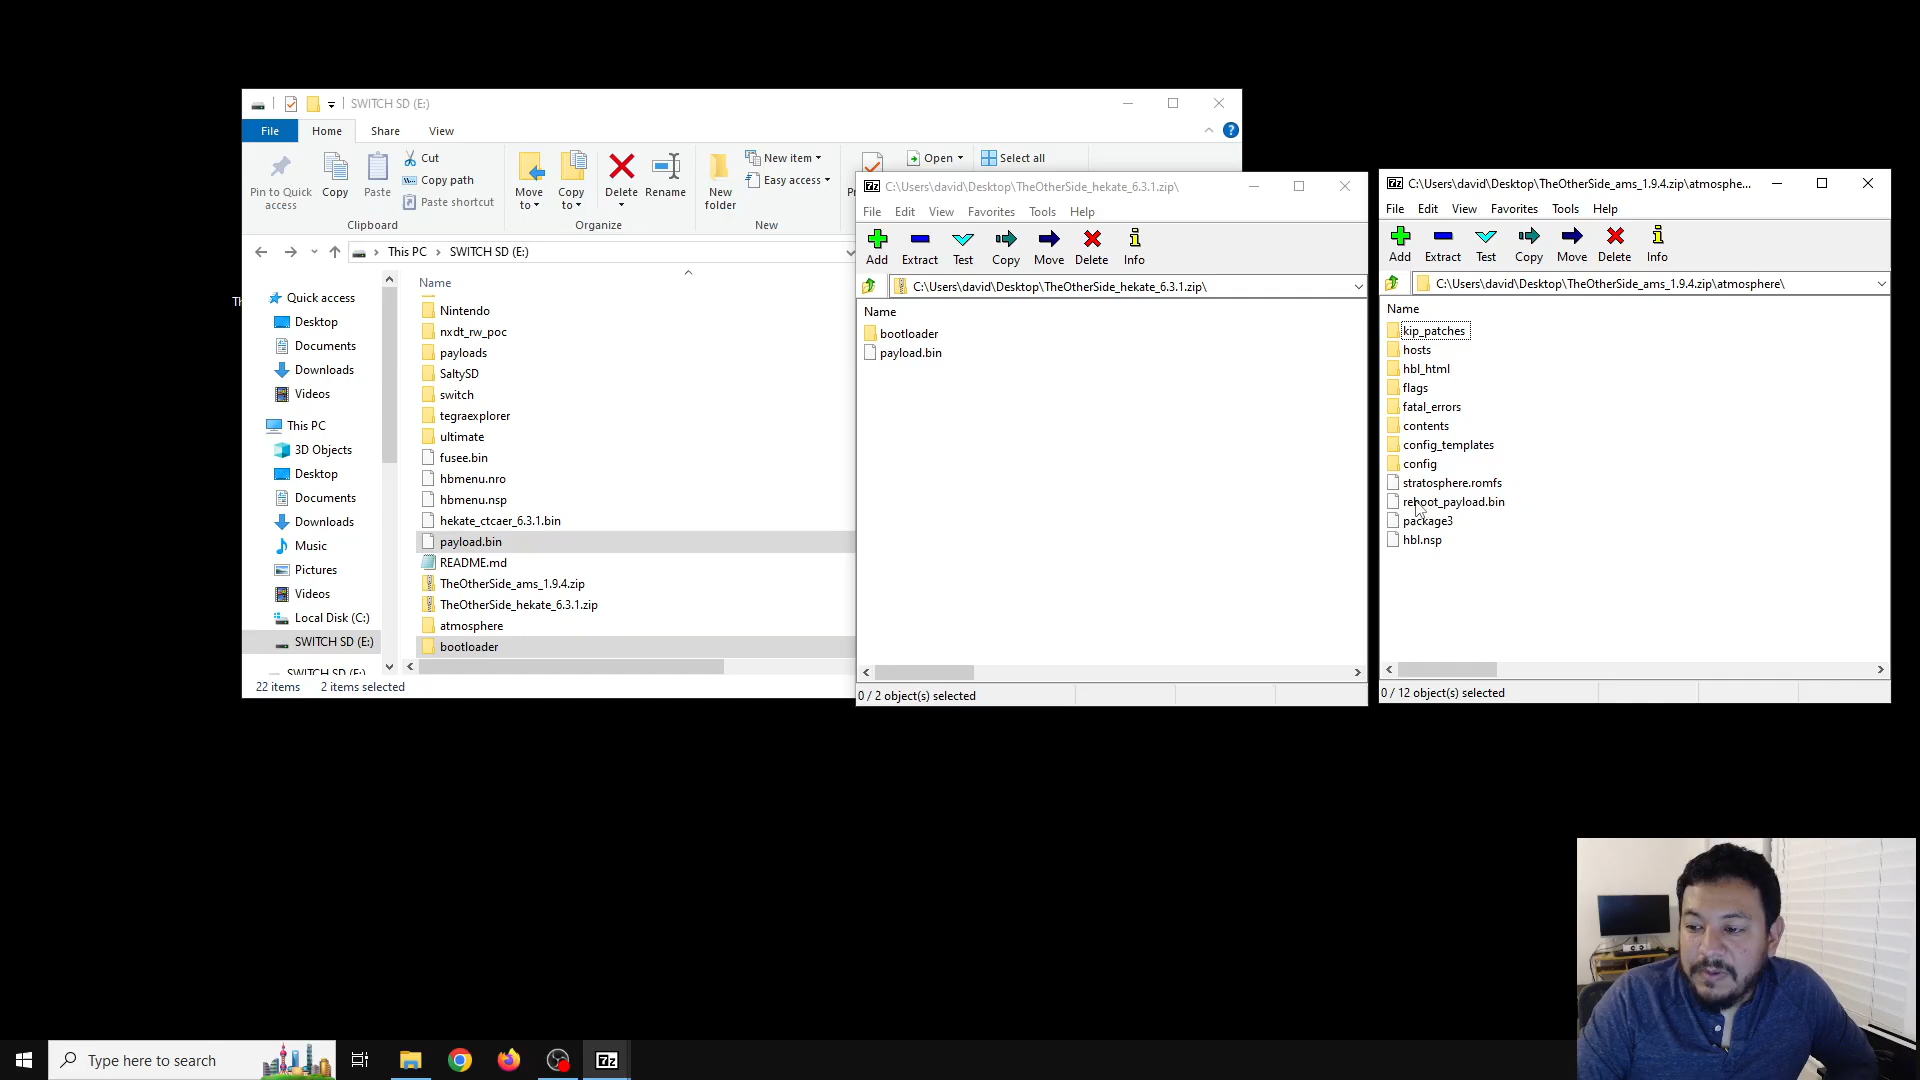 SWITCH SD (E:)
File Home Share View
Pin to Quick access
Copy
Paste
Cut
Copy path
Paste shortcut
Clipboard
Move to
Copy to
Delete
Rename
Organize
New folder
New item
Easy access
New
Open
Select all
This PC SWITCH SD (E:)
Quick access
Desktop
Documents
Downloads
Videos
This PC
3D Objects
Desktop
Documents
Downloads
Music
Pictures
Videos
Local Disk (C:)
SWITCH SD (E:)
SWITCH SD (E:)
Name
Nintendo
nxdt_rw_poc
payloads
SaltySD
switch
tegraexplorer
ultimate
fusee.bin
hbmenu.nro
hbmenu.nsp
hekate_ctcaer_6.3.1.bin
payload.bin
README.md
TheOtherSide_ams_1.9.4.zip
TheOtherSide_hekate_6.3.1.zip
atmosphere
bootloader
22 items 2 items selected
7z C:\Users\david\Desktop\TheOtherSide_hekate_6.3.1.zip\
File Edit View Favorites Tools Help
Add Extract Test Copy Move Delete Info
C:\Users\david\Desktop\TheOtherSide_hekate_6.3.1.zip\
Name
bootloader
payload.bin
0 / 2 object(s) selected
7z C:\Users\david\Desktop\TheOtherSide_ams_1.9.4.zip\atmosphe...
File Edit View Favorites Tools Help
Add Extract Test Copy Move Delete Info
C:\Users\david\Desktop\TheOtherSide_ams_1.9.4.zip\atmosphere\
Name
kip_patches
hosts
hbl_html
flags
fatal_errors
contents
config_templates
config
stratosphere.romfs
reboot_payload.bin
package3
hbl.nsp
0 / 12 object(s) selected
Type here to search
7z